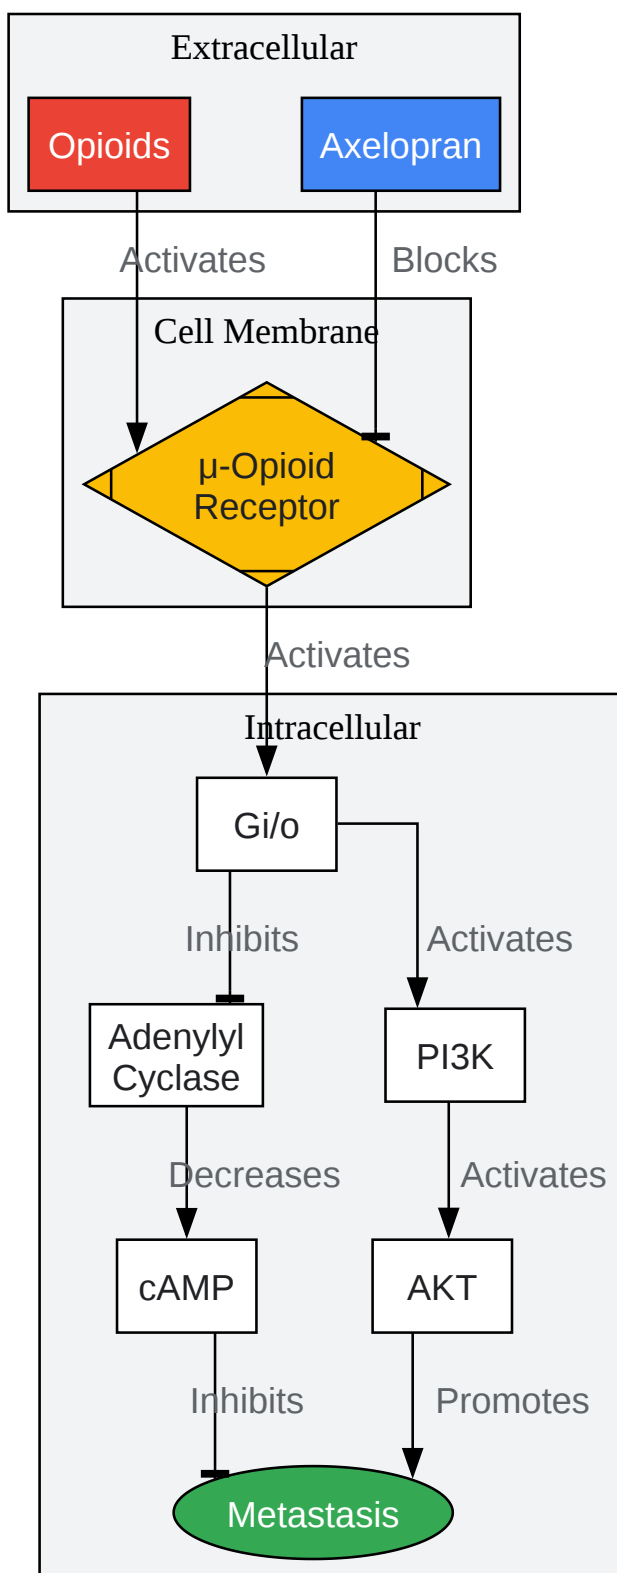 Extracellular
Opioids
Axelopran
Activates
Blocks
Cell Membrane
μ-Opioid
Receptor
Activates
Intracellular
Gi/o
Inhibits
Activates
Adenylyl
Cyclase
PI3K
Decreases
Activates
cAMP
AKT
Inhibits
Promotes
Metastasis